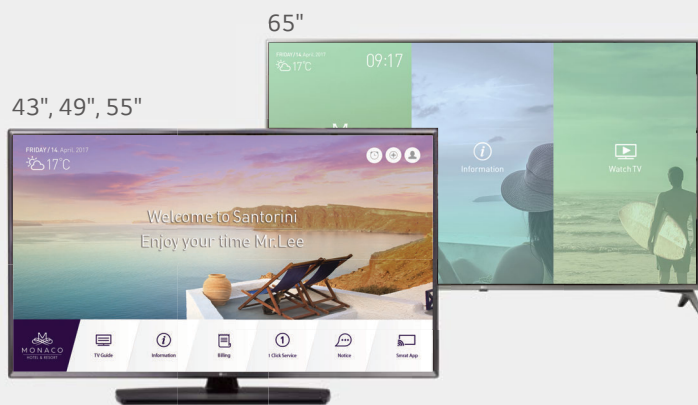 65"
FRIDAY/14 April, 2017
17°C
09:17
Information
Watch TV
43", 49", 55"
FRIDAY/14 April, 2017
17°C
Welcome to Santorini
Enjoy your time Mr.Lee
MONACO
HOTEL & RESORT
TV Guide
Information
Billing
1
1 Click Service
Notice
Smeal App